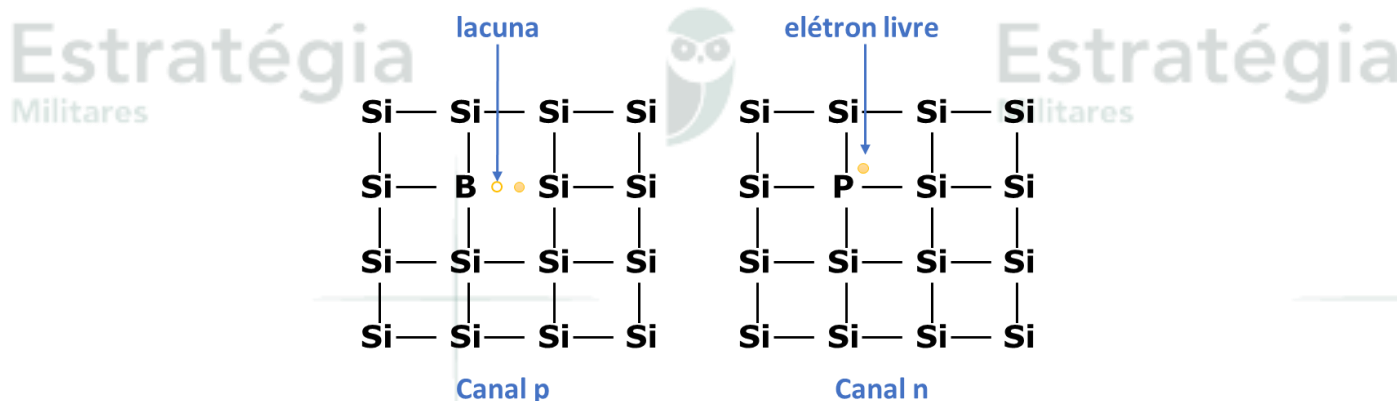 Estratégia
Militares
Estratégia
Militares
lacuna
elétron livre
Si Si Si Si
Si B Si Si
Si Si Si Si
Si Si Si Si
Canal p
Si Si Si Si
Si P Si Si
Si Si Si Si
Si Si Si Si
Canal n